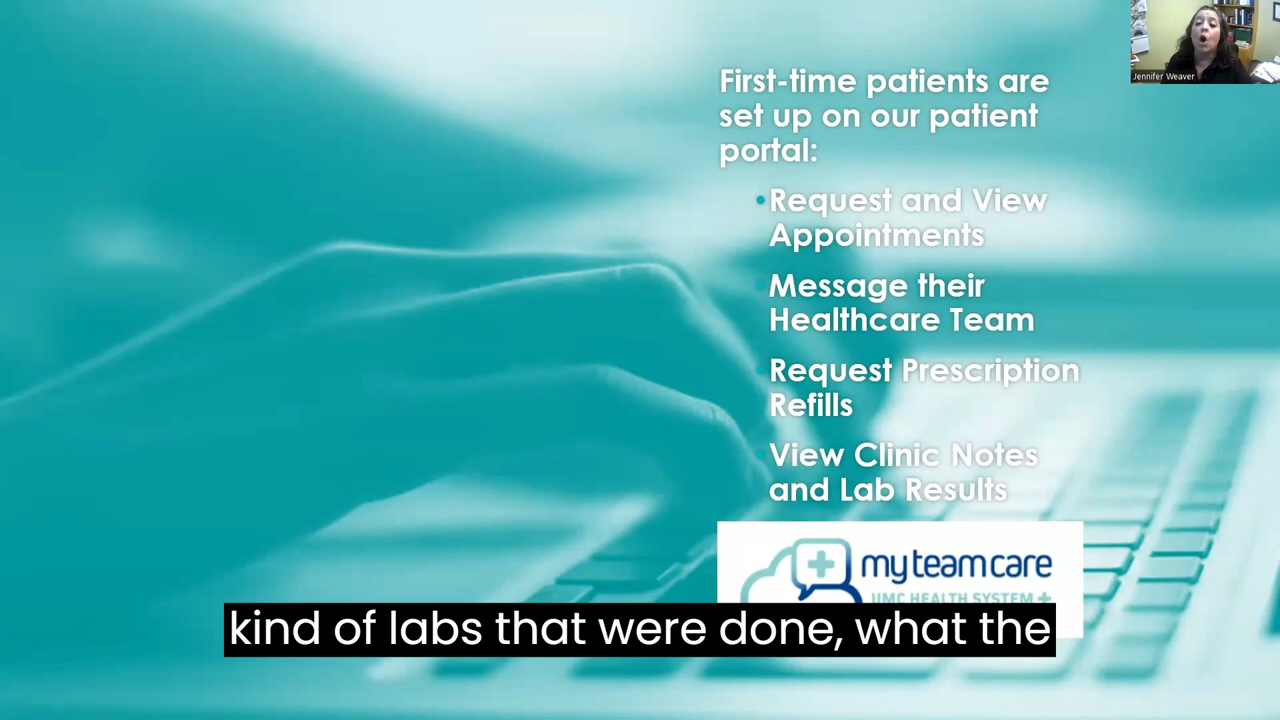 Jennifer Weaver
First-time patients are
set up on our patient
portal:
•Request and View
Appointments
•Message their
Healthcare Team
•Request Prescription
Refills
•View Clinic Notes
and Lab Results
myteamcare
UMC HEALTH SYSTEM +
kind of labs that were done, what the